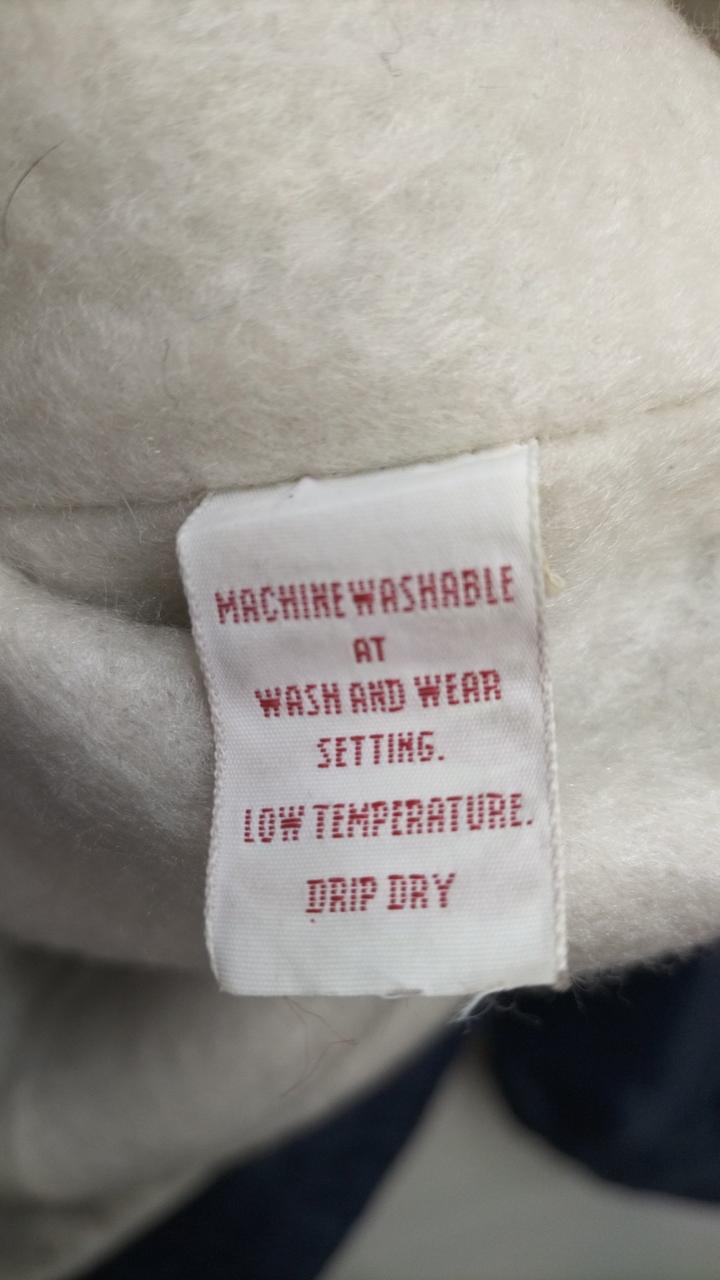 MACHINE WASHABLE
AT
WASH AND WEAR
SETTING.
LOW TEMPERATURE.
DRIP DRY